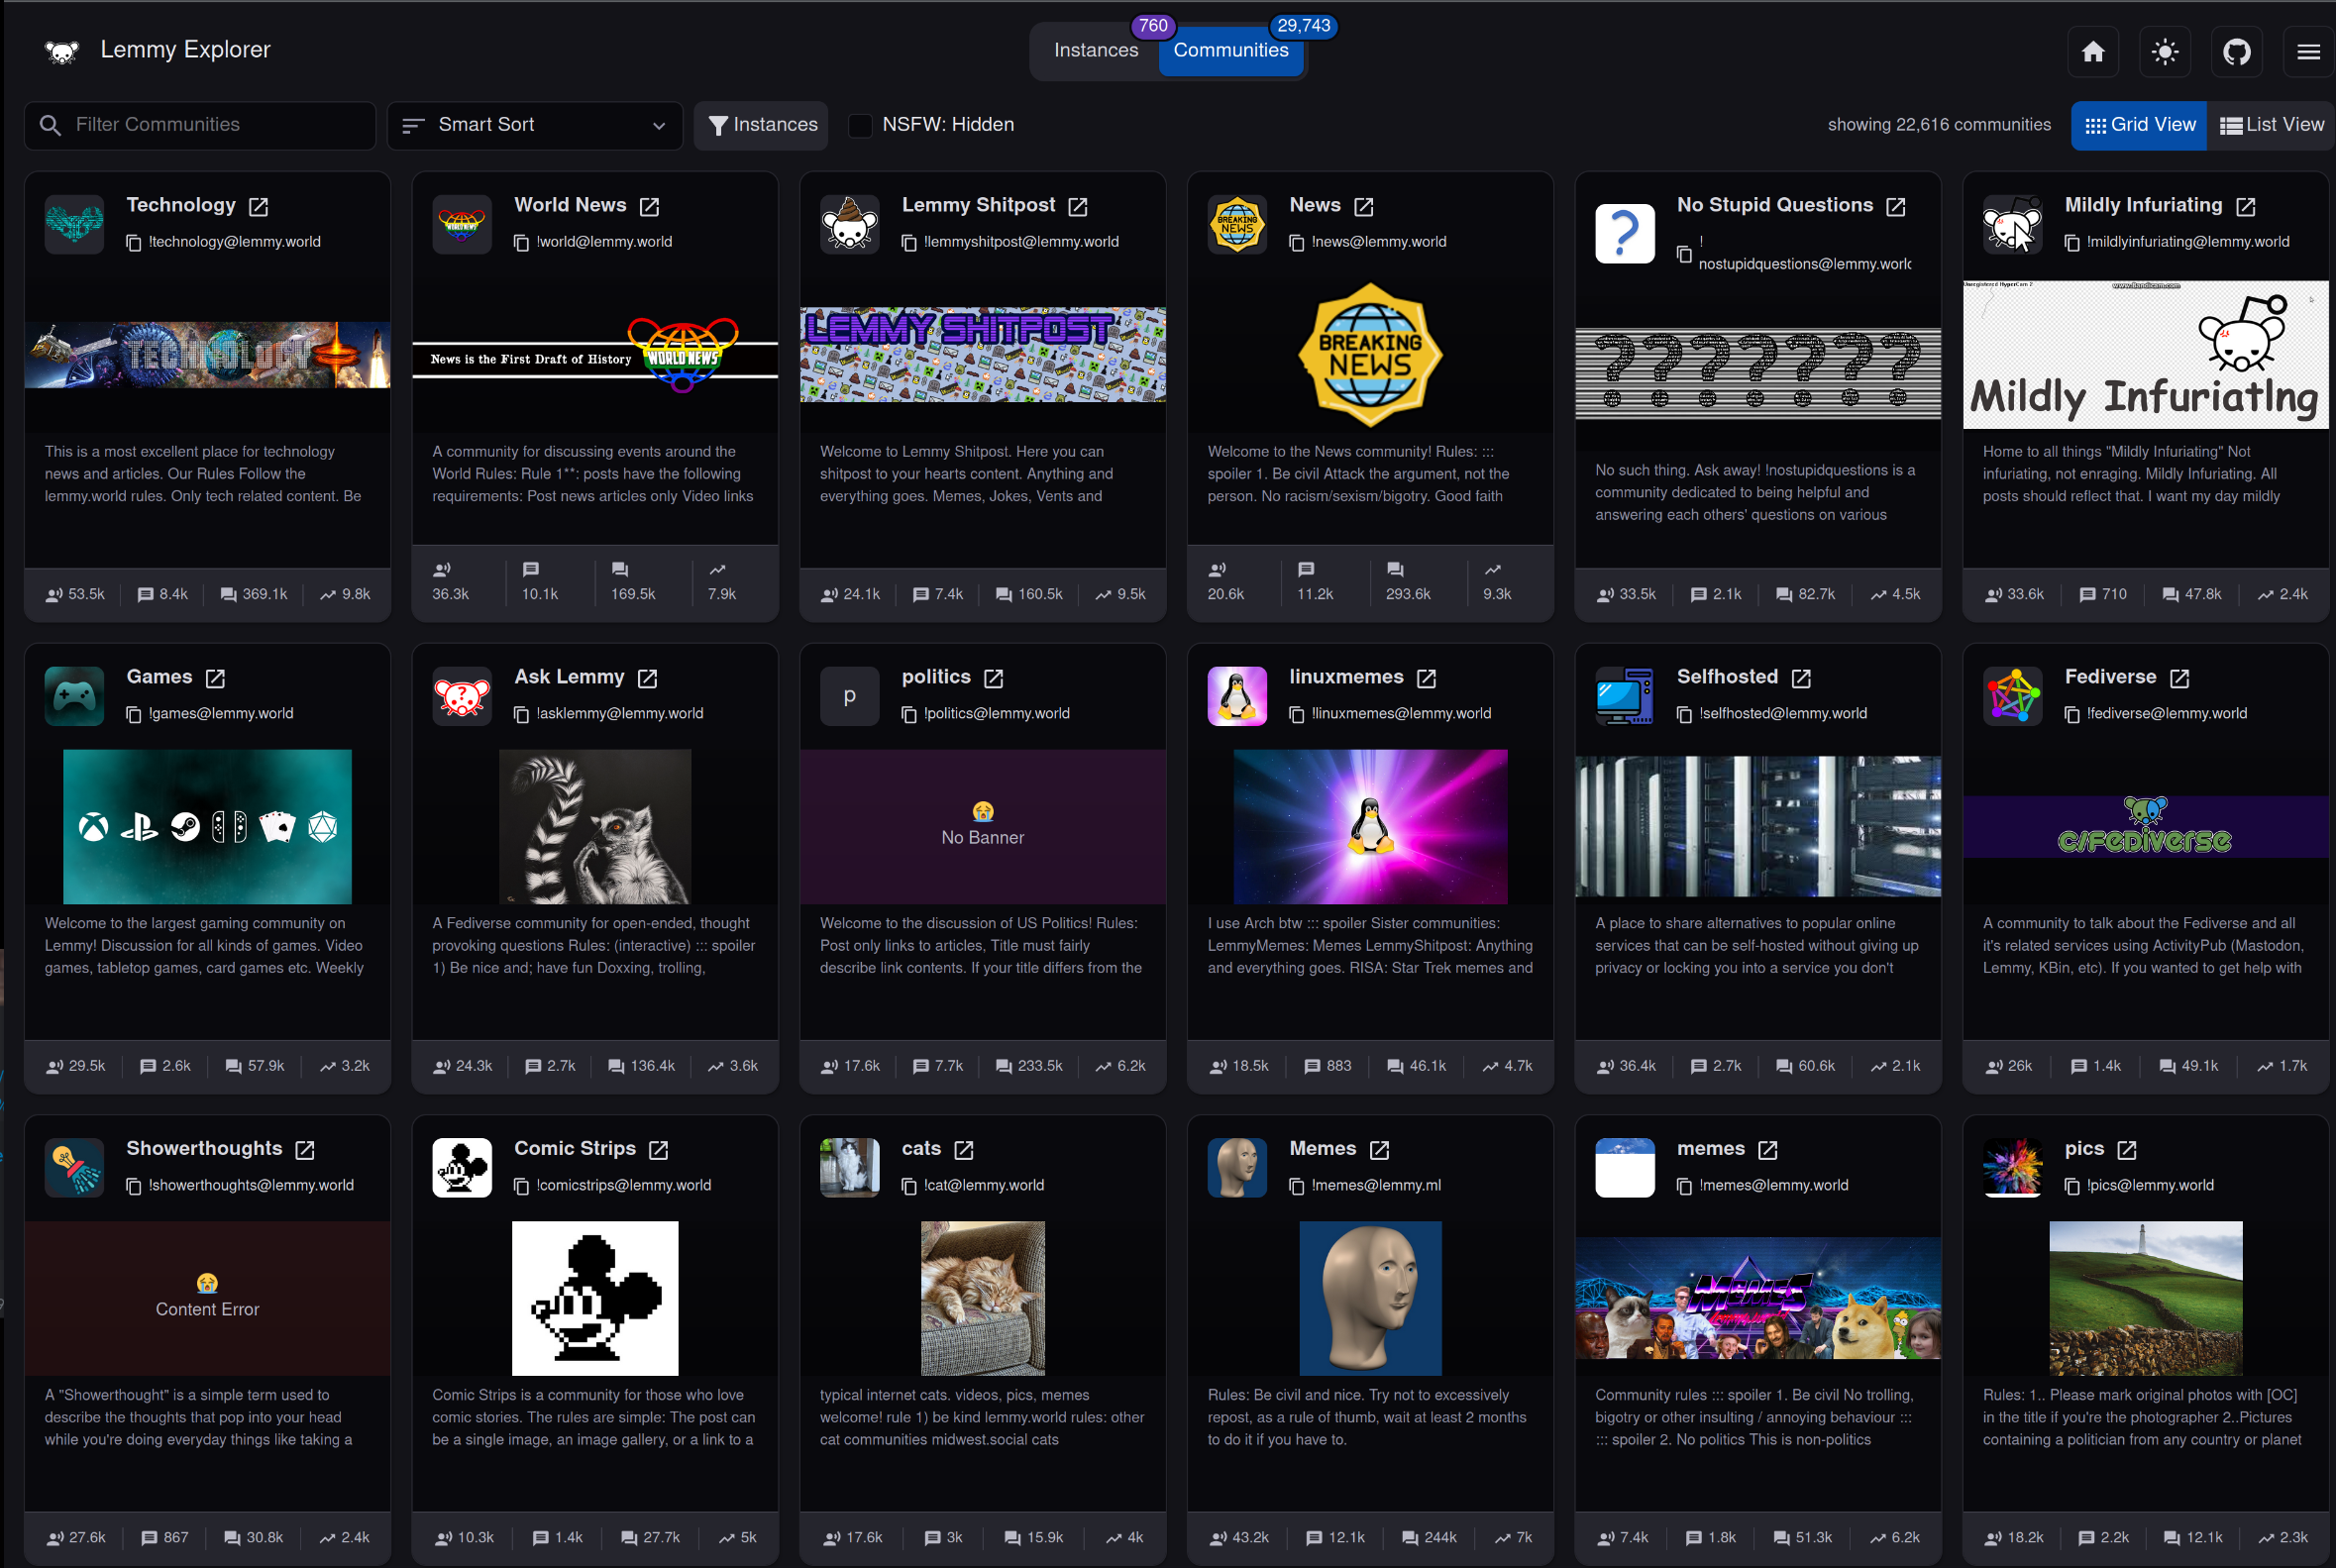 Lemmy Explorer
Instances
760
Communities
29,743
Filter Communities
Smart Sort
Instances
NSFW: Hidden
showing 22,616 communities
Grid View
List View
Technology
!technology@lemmy.world
TECHNOLOGY
This is a most excellent place for technology
news and articles. Our Rules Follow the
lemmy.world rules. Only tech related content. Be
53.5k
8.4k
369.1k
9.8k
World News
!world@lemmy.world
News is the First Draft of History
WORLD NEWS
A community for discussing events around the
World Rules: Rule 1**: posts have the following
requirements: Post news articles only Video links
36.3k
10.1k
169.5k
7.9k
Lemmy Shitpost
!lemmyshitpost@lemmy.world
LEMMY SHITPOST
Welcome to Lemmy Shitpost. Here you can
shitpost to your hearts content. Anything and
everything goes. Memes, Jokes, Vents and
24.1k
7.4k
160.5k
9.5k
News
!news@lemmy.world
BREAKING
NEWS
Welcome to the News community! Rules: :::
spoiler 1. Be civil Attack the argument, not the
person. No racism/sexism/bigotry. Good faith
20.6k
11.2k
293.6k
9.3k
No Stupid Questions
!
nostupidquestions@lemmy.world
? ? ? ? ? ? ?
No such thing. Ask away! !nostupidquestions is a
community dedicated to being helpful and
answering each others' questions on various
33.5k
2.1k
82.7k
4.5k
Mildly Infuriating
!mildlyinfuriating@lemmy.world
Unregistered HyperCam 2
www.Bandicam.com
Mildly InfuriatIng
Home to all things "Mildly Infuriating" Not
infuriating, not enraging. Mildly Infuriating. All
posts should reflect that. I want my day mildly
33.6k
710
47.8k
2.4k
Games
!games@lemmy.world
Welcome to the largest gaming community on
Lemmy! Discussion for all kinds of games. Video
games, tabletop games, card games etc. Weekly
29.5k
2.6k
57.9k
3.2k
Ask Lemmy
!asklemmy@lemmy.world
A Fediverse community for open-ended, thought
provoking questions Rules: (interactive) ::: spoiler
1) Be nice and; have fun Doxxing, trolling,
24.3k
2.7k
136.4k
3.6k
p
politics
!politics@lemmy.world
No Banner
Welcome to the discussion of US Politics! Rules:
Post only links to articles, Title must fairly
describe link contents. If your title differs from the
17.6k
7.7k
233.5k
6.2k
linuxmemes
!linuxmemes@lemmy.world
I use Arch btw ::: spoiler Sister communities:
LemmyMemes: Memes LemmyShitpost: Anything
and everything goes. RISA: Star Trek memes and
18.5k
883
46.1k
4.7k
Selfhosted
!selfhosted@lemmy.world
A place to share alternatives to popular online
services that can be self-hosted without giving up
privacy or locking you into a service you don't
36.4k
2.7k
60.6k
2.1k
Fediverse
!fediverse@lemmy.world
c/Fediverse
A community to talk about the Fediverse and all
it's related services using ActivityPub (Mastodon,
Lemmy, KBin, etc). If you wanted to get help with
26k
1.4k
49.1k
1.7k
Showerthoughts
!showerthoughts@lemmy.world
Content Error
A "Showerthought" is a simple term used to
describe the thoughts that pop into your head
while you're doing everyday things like taking a
27.6k
867
30.8k
2.4k
Comic Strips
!comicstrips@lemmy.world
Comic Strips is a community for those who love
comic stories. The rules are simple: The post can
be a single image, an image gallery, or a link to a
10.3k
1.4k
27.7k
5k
cats
!cat@lemmy.world
typical internet cats. videos, pics, memes
welcome! rule 1) be kind lemmy.world rules: other
cat communities midwest.social cats
17.6k
3k
15.9k
4k
Memes
!memes@lemmy.ml
Rules: Be civil and nice. Try not to excessively
repost, as a rule of thumb, wait at least 2 months
to do it if you have to.
43.2k
12.1k
244k
7k
memes
!memes@lemmy.world
MEMES
Community rules ::: spoiler 1. Be civil No trolling,
bigotry or other insulting / annoying behaviour :::
::: spoiler 2. No politics This is non-politics
7.4k
1.8k
51.3k
6.2k
pics
!pics@lemmy.world
Rules: 1.. Please mark original photos with [OC]
in the title if you're the photographer 2..Pictures
containing a politician from any country or planet
18.2k
2.2k
12.1k
2.3k